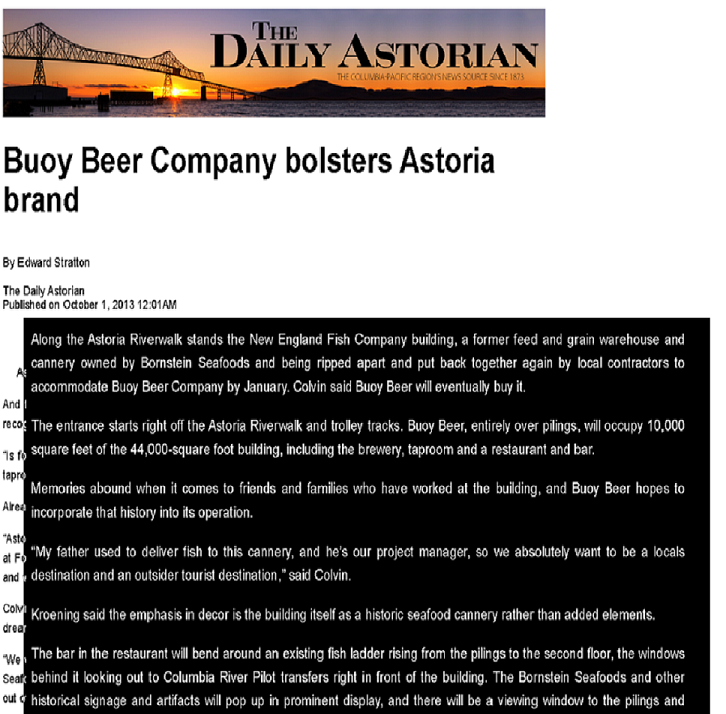 THE
DAILY ASTORIAN
THE COLUMBIA-PACIFIC REGION'S NEWS SOURCE SINCE 1873
Buoy Beer Company bolsters Astoria
brand
By Edward Stratton
The Daily Astorian
Published on October 1, 2013 12:01AM
Along the Astoria Riverwalk stands the New England Fish Company building, a former feed and grain warehouse and
cannery owned by Bornstein Seafoods and being ripped apart and put back together again by local contractors to
accommodate Buoy Beer Company by January. Colvin said Buoy Beer will eventually buy it.
And
The entrance starts right off the Astoria Riverwalk and trolley tracks. Buoy Beer, entirely over pilings, will occupy 10,000
"Is
square feet of the 44,000-square foot building, including the brewery, taproom and a restaurant and bar.
Memories abound when it comes to friends and families who have worked at the building, and Buoy Beer hopes to
incorporate that history into its operation.
"My father used to deliver fish to this cannery, and he's our project manager, so we absolutely want to be a locals
at
and
destination and an outsider tourist destination," said Colvin.
Kroening said the emphasis in decor is the building itself as a historic seafood cannery rather than added elements.
The bar in the restaurant will bend around an existing fish ladder rising from the pilings to the second floor, the windows
"We
behind it looking out to Columbia River Pilot transfers right in front of the building. The Bornstein Seafoods and other
out
historical signage and artifacts will pop up in prominent display, and there will be a viewing window to the pilings and